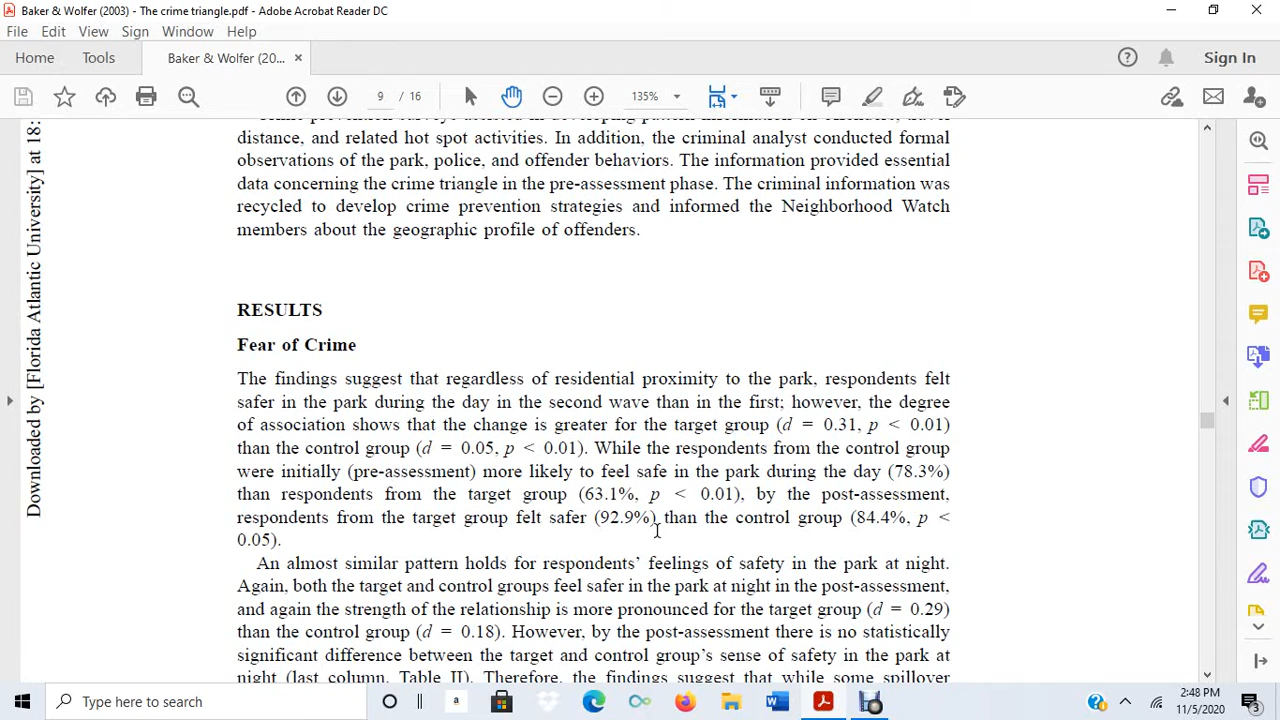 Baker & Wolfer (2003) - The crime triangle.pdf - Adobe Acrobat Reader DC
File Edit View Sign Window Help
Home Tools Baker & Wolfer (20... × Sign In
9 / 16 135%
distance, and related hot spot activities. In addition, the criminal analyst conducted formal
observations of the park, police, and offender behaviors. The information provided essential
data concerning the crime triangle in the pre-assessment phase. The criminal information was
recycled to develop crime prevention strategies and informed the Neighborhood Watch
members about the geographic profile of offenders.
RESULTS
Fear of Crime
The findings suggest that regardless of residential proximity to the park, respondents felt
safer in the park during the day in the second wave than in the first; however, the degree
of association shows that the change is greater for the target group (d = 0.31, p < 0.01)
than the control group (d = 0.05, p < 0.01). While the respondents from the control group
were initially (pre-assessment) more likely to feel safe in the park during the day (78.3%)
than respondents from the target group (63.1%, p < 0.01), by the post-assessment,
respondents from the target group felt safer (92.9%) than the control group (84.4%, p <
0.05).
An almost similar pattern holds for respondents' feelings of safety in the park at night.
Again, both the target and control groups feel safer in the park at night in the post-assessment,
and again the strength of the relationship is more pronounced for the target group (d = 0.29)
than the control group (d = 0.18). However, by the post-assessment there is no statistically
significant difference between the target and control group's sense of safety in the park at
night (last column, Table II). Therefore, the findings suggest that while some spillover
Downloaded by [Florida Atlantic University] at 18:
Type here to search
a
2:48 PM
11/5/2020
3